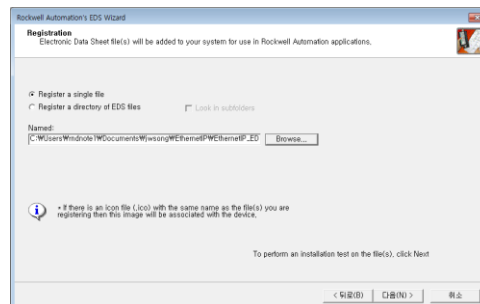 Rockwell Automation's EDS Wizard
Registration
Electronic Data Sheet file(s) will be added to your system for use in Rockwell Automation applications.
Register a single file
Register a directory of EDS files
Look in subfolders
Named:
C:₩Users₩mdnote1₩Documents₩jwsong₩EthernetIP₩EthernetIP_ED
Browse...
* If there is an icon file (.ico) with the same name as the file(s) you are
registering then this image will be associated with the device.
To perform an installation test on the file(s), click Next
< 뒤로(B)
다음(N) >
취소